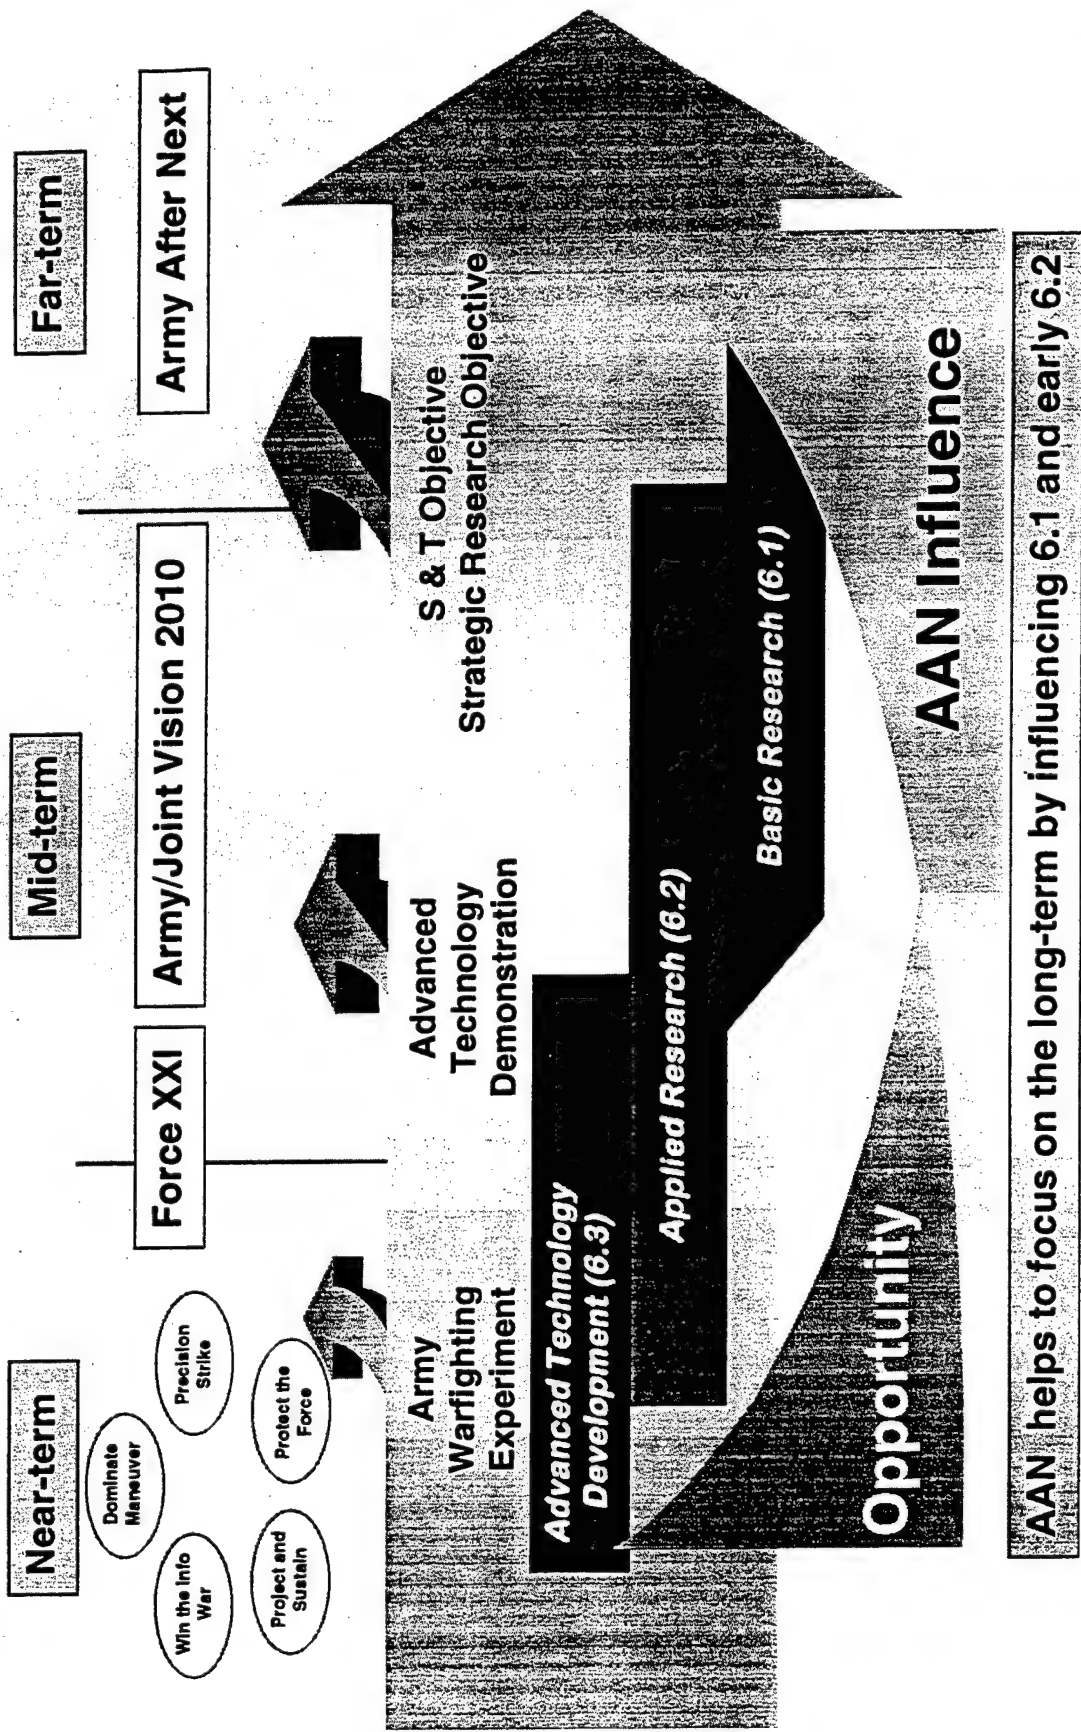 Near-term
Mid-term
Far-term
Dominate
Maneuver
Win the Info
War
Precision
Strike
Project and
Sustain
Protect the
Force
Force XXI
Army/Joint Vision 2010
Army After Next
Army
Warfighting
Experiment
Advanced
Technology
Demonstration
S & T Objective
Strategic Research Objective
Advanced Technology
Development (6.3)
Applied Research (6.2)
Basic Research (6.1)
Opportunity
AAN Influence
AAN helps to focus on the long-term by influencing 6.1 and early 6.2